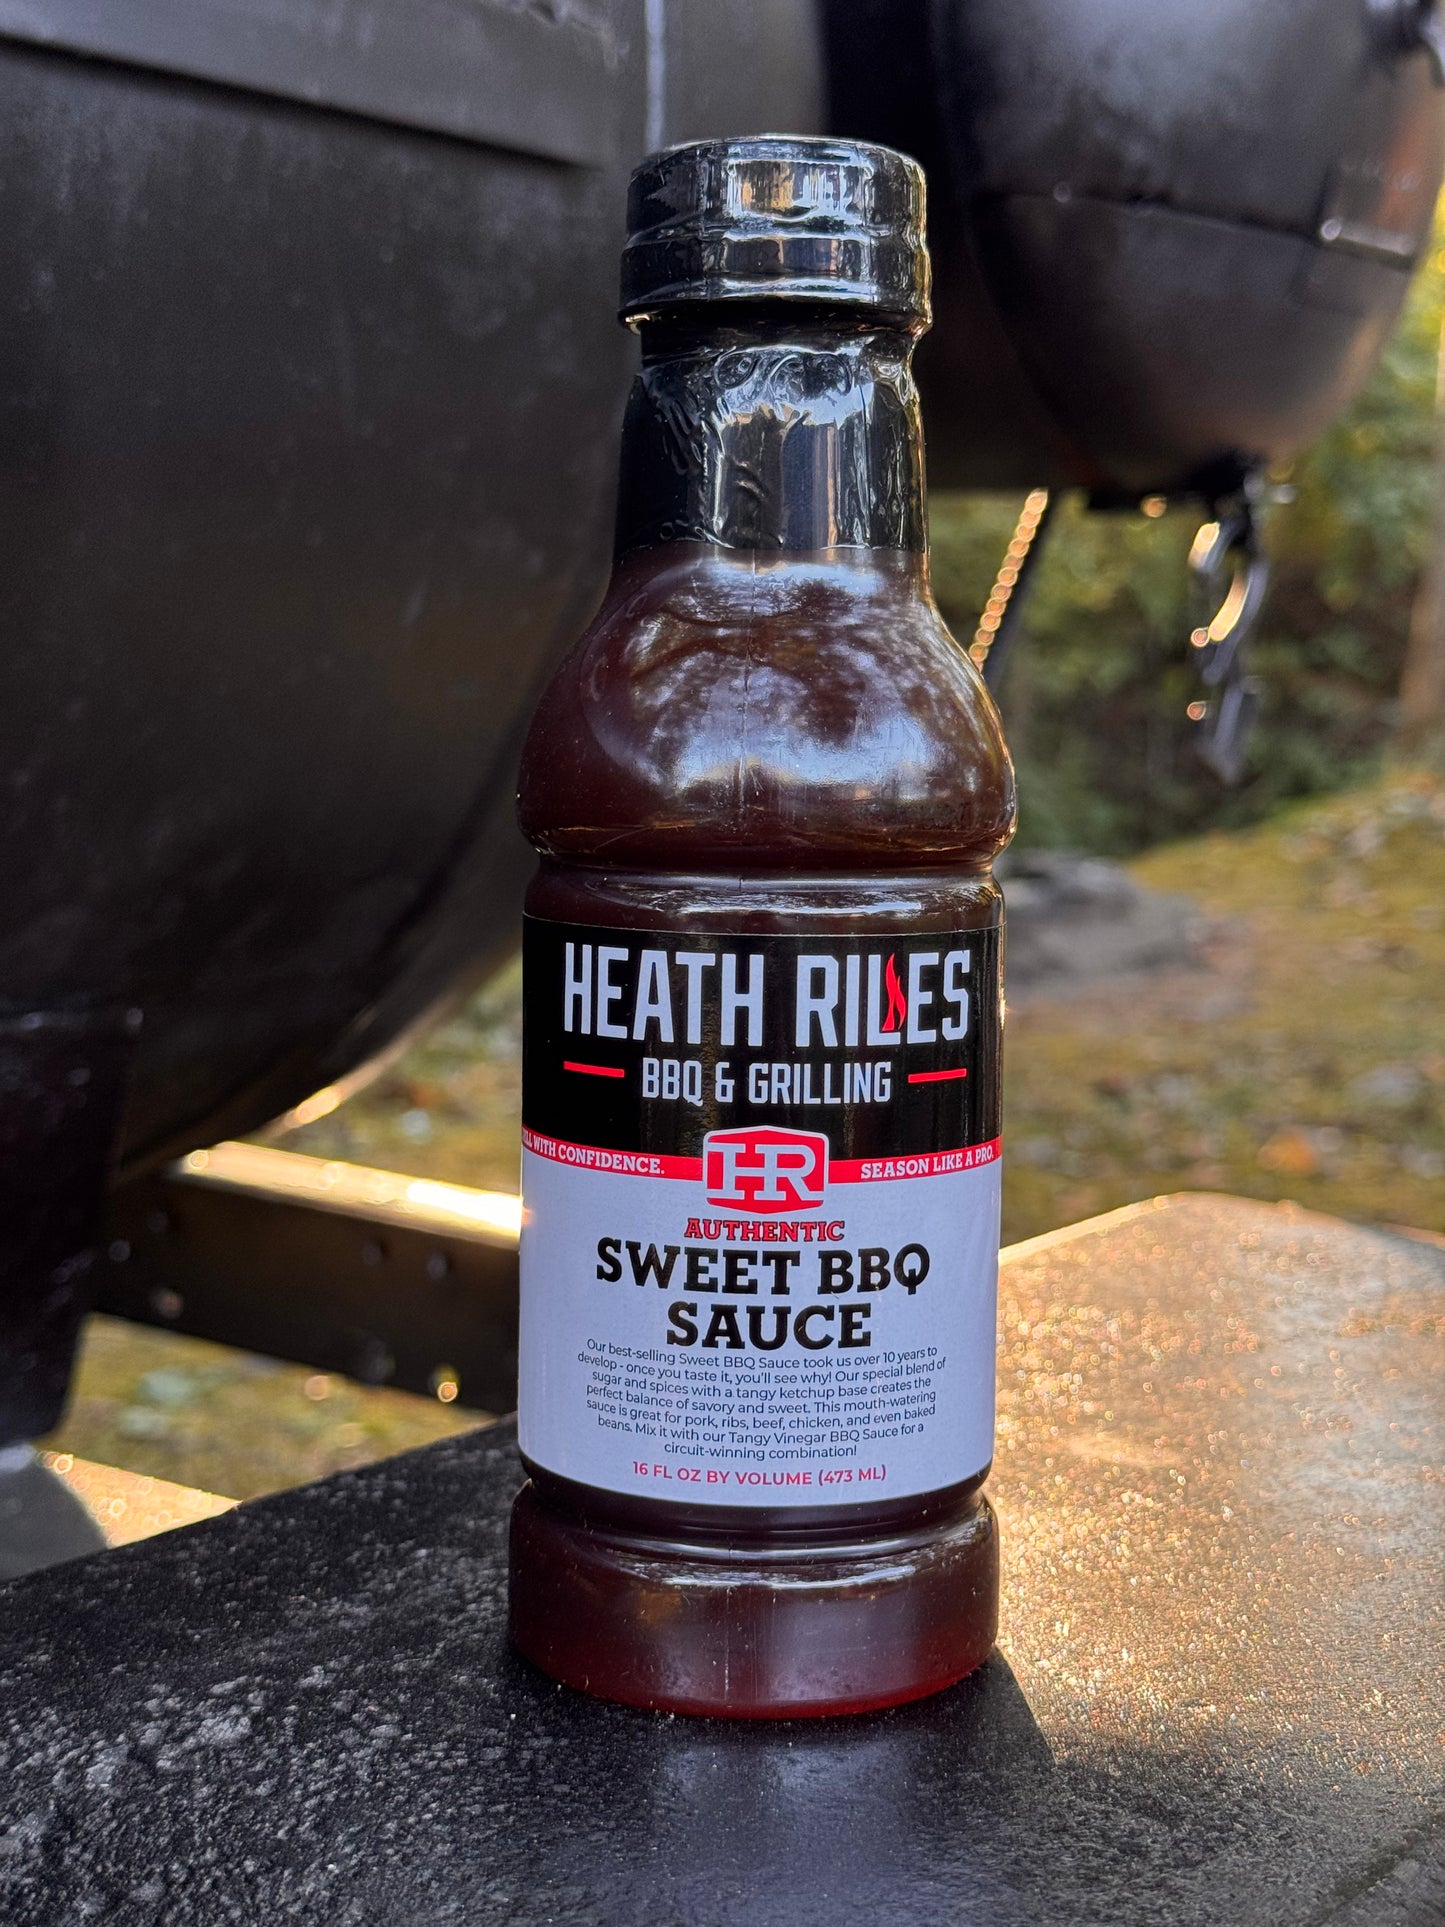 HEATH RILES
BBQ & GRILLING
WITH CONFIDENCE.
HR
SEASON LIKE A PRO.
AUTHENTIC
SWEET BBQ
SAUCE
Our best-selling Sweet BBQ Sauce took us over 10 years to
develop - once you taste it, you'll see why! Our special blend of
sugar and spices with a tangy ketchup base creates the
perfect balance of savory and sweet. This mouth-watering
sauce is great for pork, ribs, beef, chicken, and even baked
beans. Mix it with our Tangy Vinegar BBQ Sauce for a
circuit-winning combination!
16 FL OZ BY VOLUME (473 ML)